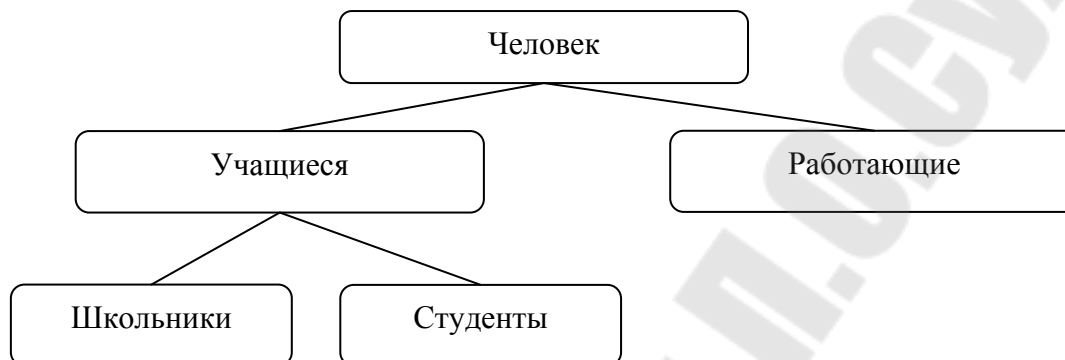 Человек
Учащиеся
Работающие
Школьники
Студенты